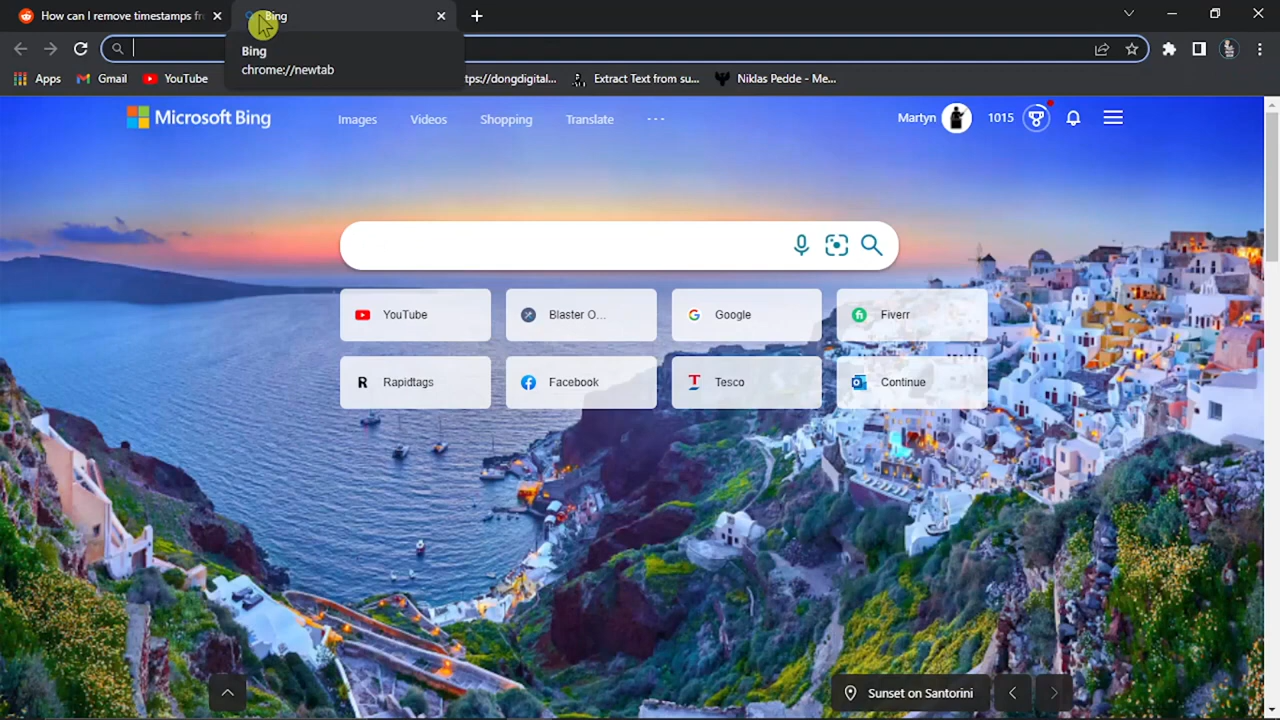 How can I remove timestamps fr
Bing
Bing
chrome://newtab
Apps
Gmail
YouTube
tps://dongdigital...
Extract Text from su...
Niklas Pedde - Me...
Microsoft Bing
Images
Videos
Shopping
Translate
Martyn
1015
YouTube
Blaster O...
Google
Fiverr
Rapidtags
Facebook
Tesco
Continue
Sunset on Santorini